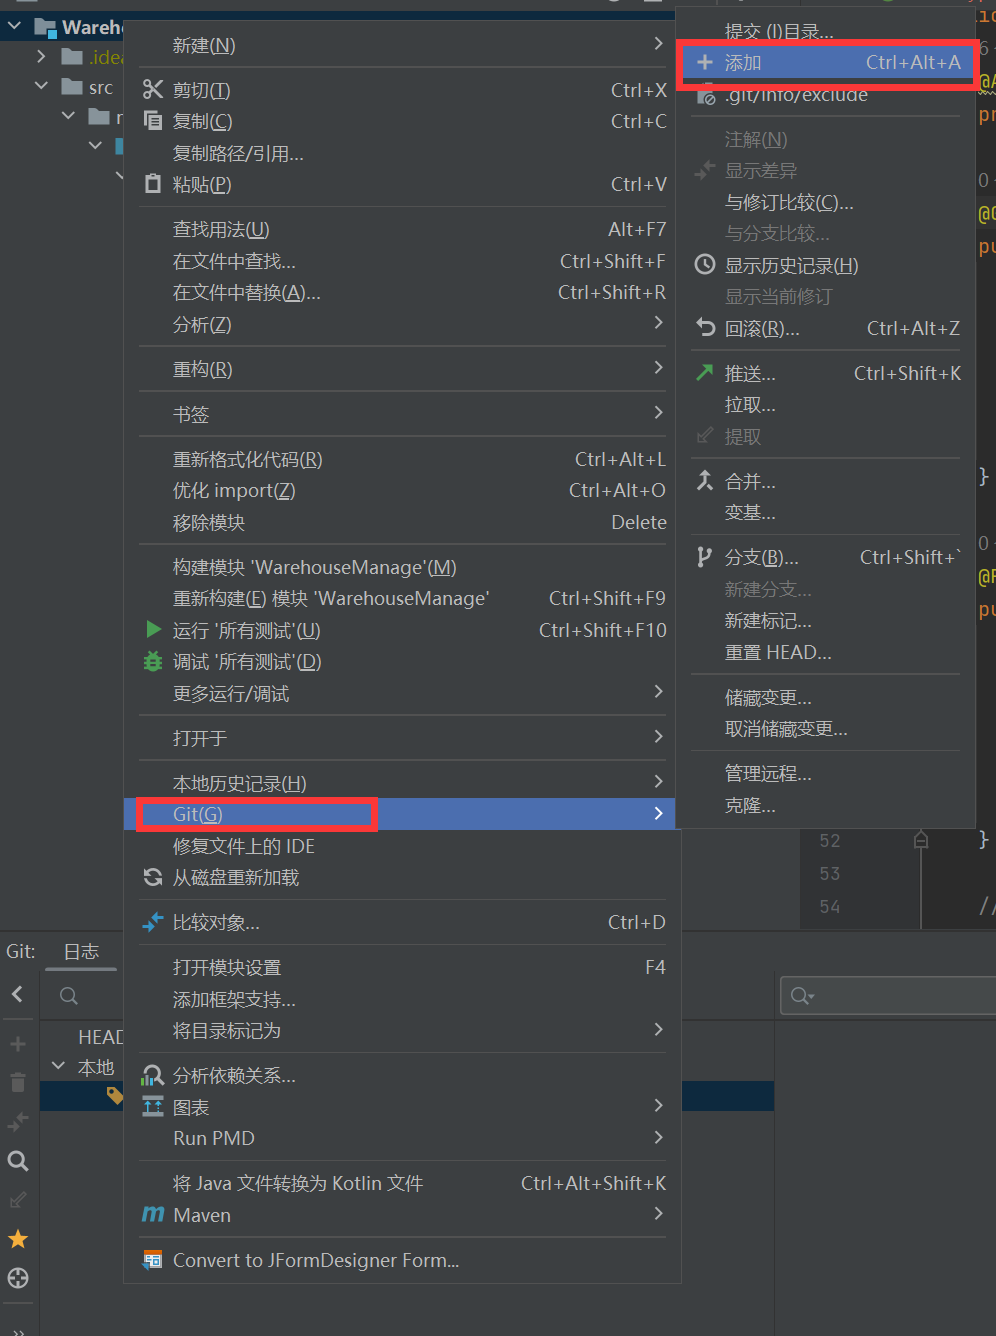 Wareho
.idea
src
新建(N)
剪切(T) Ctrl+X
复制(C) Ctrl+C
复制路径/引用...
粘贴(P) Ctrl+V
查找用法(U) Alt+F7
在文件中查找... Ctrl+Shift+F
在文件中替换(A)... Ctrl+Shift+R
分析(Z)
重构(R)
书签
重新格式化代码(R) Ctrl+Alt+L
优化 import(Z) Ctrl+Alt+O
移除模块 Delete
构建模块 'WarehouseManage'(M)
重新构建(E) 模块 'WarehouseManage' Ctrl+Shift+F9
运行 '所有测试'(U) Ctrl+Shift+F10
调试 '所有测试'(D)
更多运行/调试
打开于
本地历史记录(H)
Git(G)
修复文件上的 IDE
从磁盘重新加载
比较对象... Ctrl+D
打开模块设置 F4
添加框架支持...
将目录标记为
分析依赖关系...
图表
Run PMD
将 Java 文件转换为 Kotlin 文件 Ctrl+Alt+Shift+K
Maven
Convert to JFormDesigner Form...
提交 (I)目录...
添加 Ctrl+Alt+A
.git/info/exclude
注解(N)
显示差异
与修订比较(C)...
与分支比较...
显示历史记录(H)
显示当前修订
回滚(R)... Ctrl+Alt+Z
推送... Ctrl+Shift+K
拉取...
提取
合并...
变基...
分支(B)... Ctrl+Shift+`
新建分支...
新建标记...
重置 HEAD...
储藏变更...
取消储藏变更...
管理远程...
克隆...
pu
}
pu
52 }
53
54 //
Git: 日志
HEAD
本地